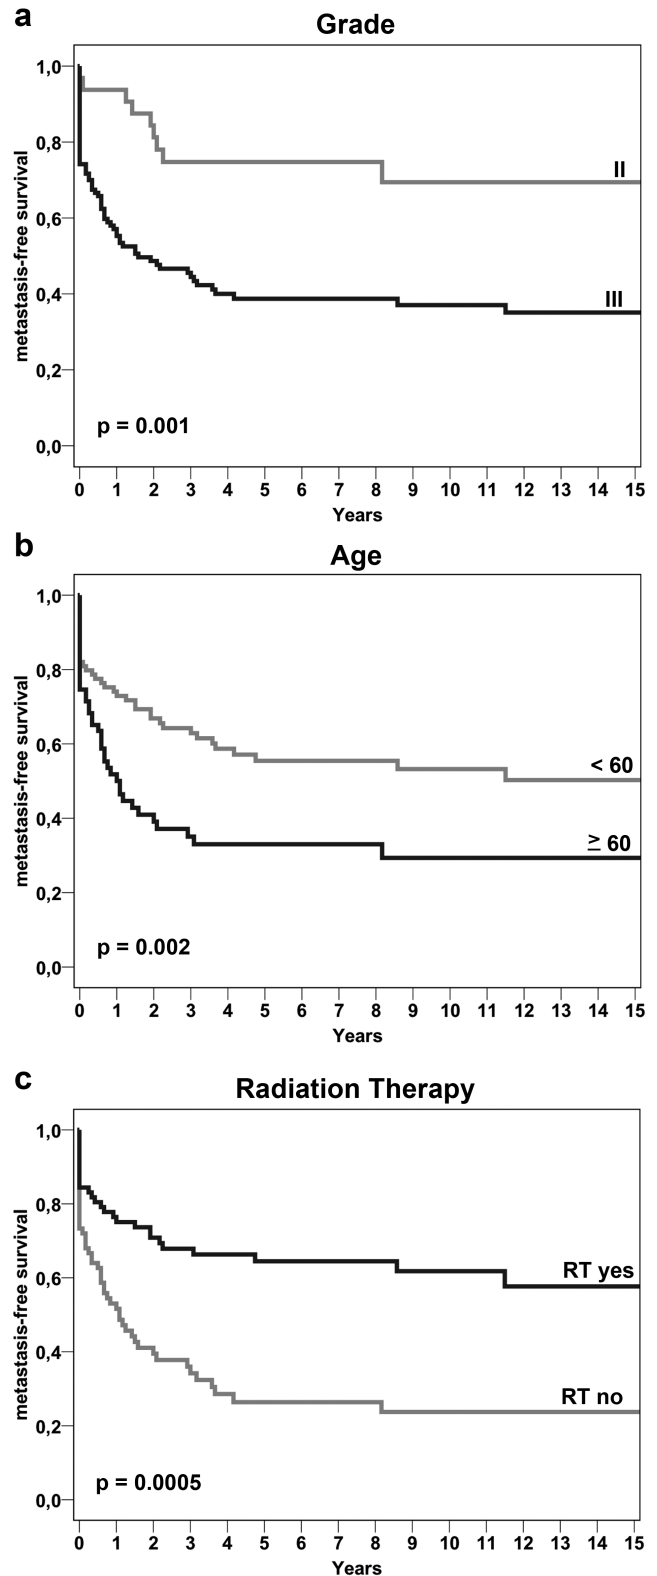 a
Grade
metastasis-free survival
1,0
0,8
0,6
0,4
0,2
0,0
II
III
p = 0.001
0 1 2 3 4 5 6 7 8 9 10 11 12 13 14 15
Years
b
Age
metastasis-free survival
1,0
0,8
0,6
0,4
0,2
0,0
< 60
≥ 60
p = 0.002
0 1 2 3 4 5 6 7 8 9 10 11 12 13 14 15
Years
c
Radiation Therapy
metastasis-free survival
1,0
0,8
0,6
0,4
0,2
0,0
RT yes
RT no
p = 0.0005
0 1 2 3 4 5 6 7 8 9 10 11 12 13 14 15
Years